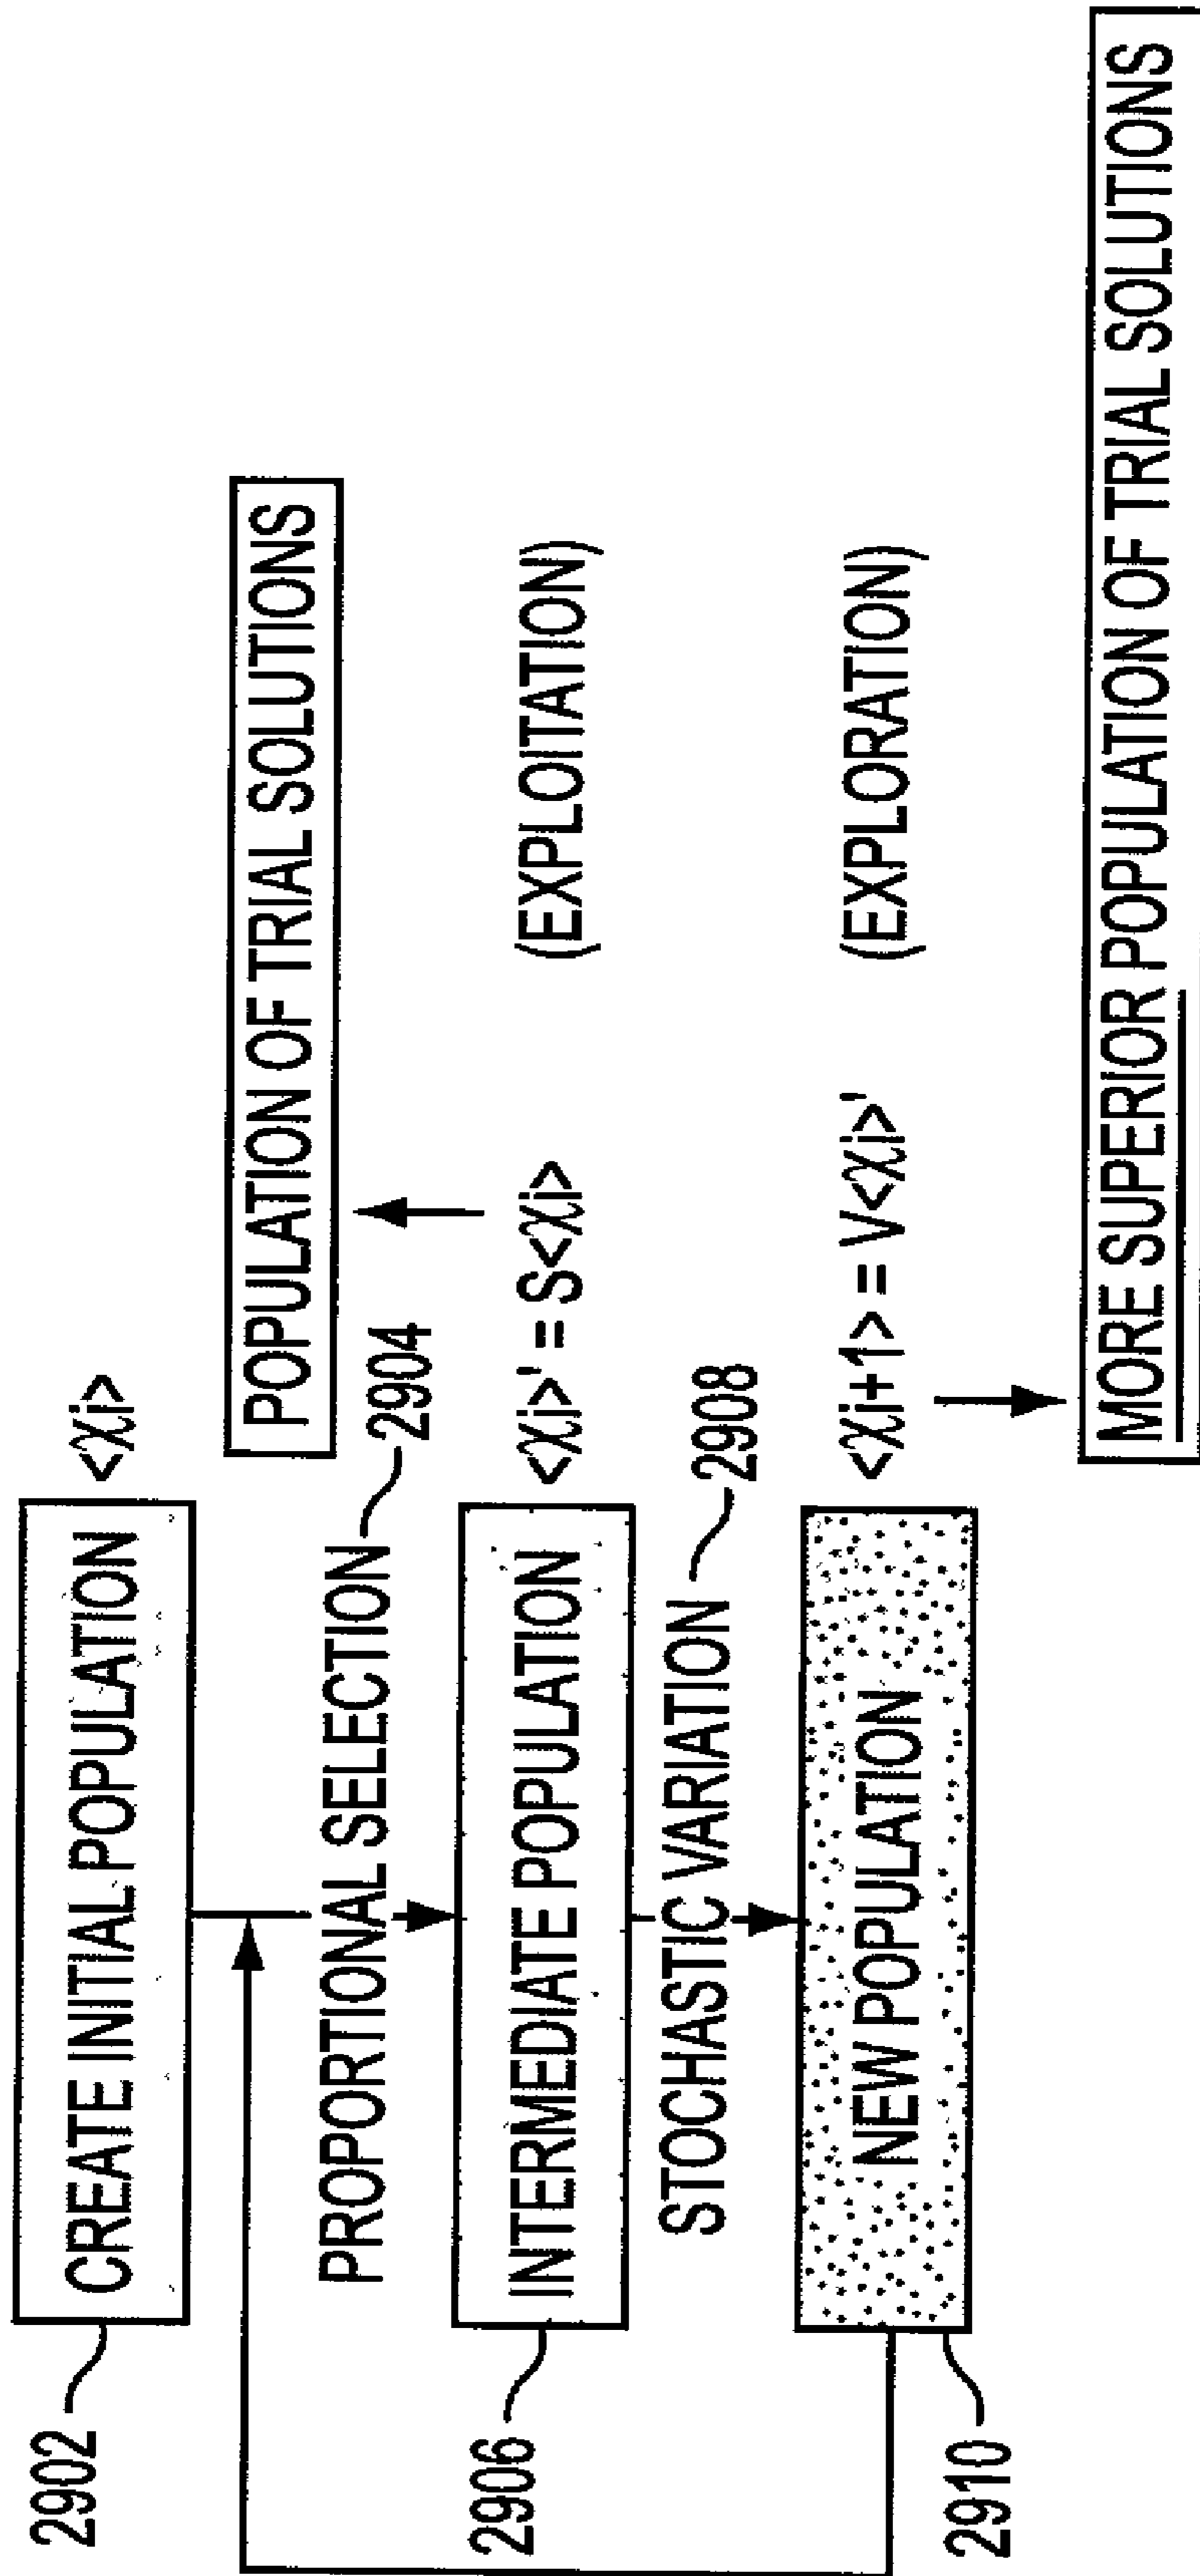 2902
CREATE INITIAL POPULATION
<χi>
POPULATION OF TRIAL SOLUTIONS
PROPORTIONAL SELECTION
2904
2906
INTERMEDIATE POPULATION
<χi>' = S<χi>
(EXPLOITATION)
STOCHASTIC VARIATION
2908
2910
NEW POPULATION
<χi+1> = V<χi>'
(EXPLORATION)
MORE SUPERIOR POPULATION OF TRIAL SOLUTIONS